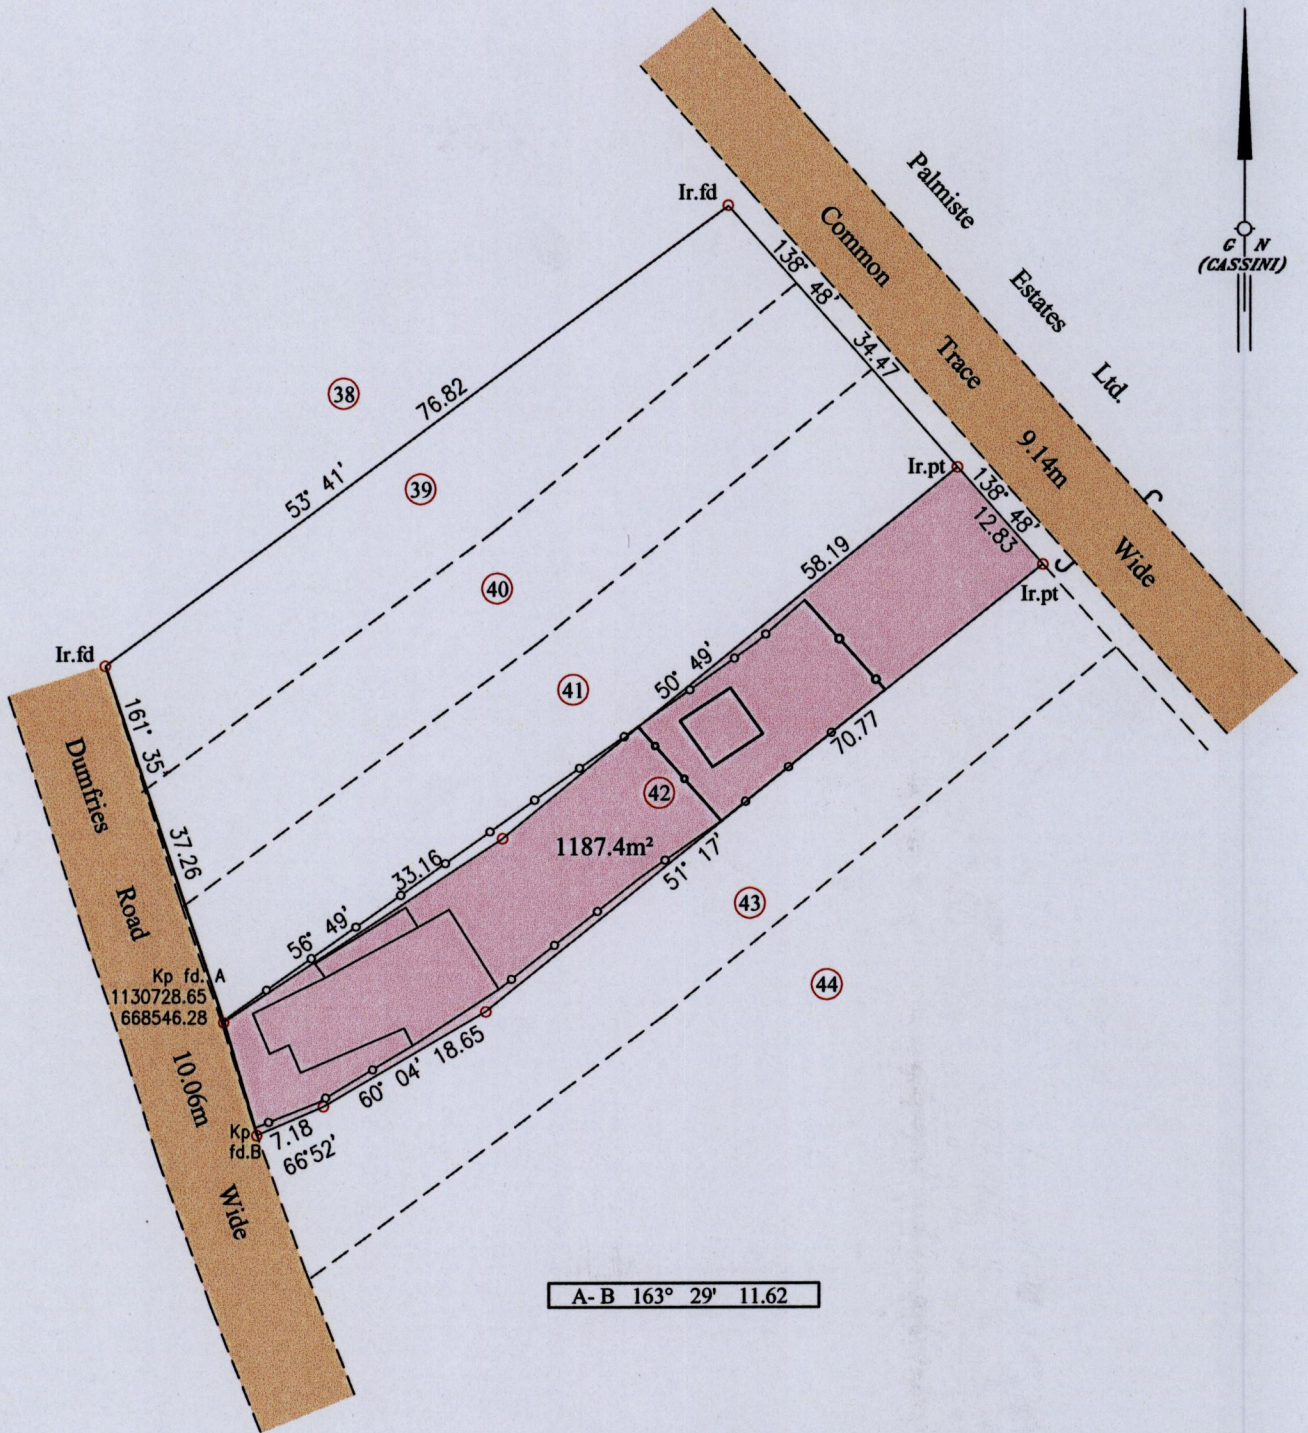 Palmiste
Estates
Ltd.
G N
(CASSINI)
Ir.fd
Common
Trace
9.14m
Wide
138° 48'
34.47
38
76.82
53° 41'
39
Ir.pt
138° 48'
12.83
Ir.pt
40
58.19
50° 49'
41
Ir.fd
161° 35'
37.26
Dumfries
Road
10.06m
Wide
42
1187.4m²
70.77
51° 17'
33.16
56° 49'
43
44
Kp fd. A
1130728.65
668546.28
18.65
60° 04'
Kp
fd.B
7.18
66°52'
A- B 163° 29' 11.62